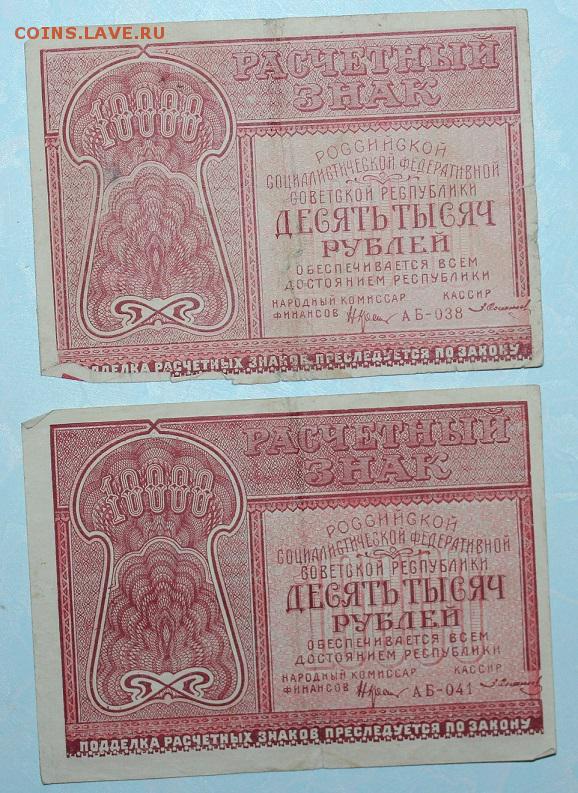 COINS.LAVE.RU
10000
РАСЧЕТНЫЙ
ЗНАК
РОССИЙСКОЙ
СОЦИАЛИСТИЧЕСКОЙ ФЕДЕРАТИВНОЙ
СОВЕТСКОЙ РЕСПУБЛИКИ
ДЕСЯТЬ ТЫСЯЧ
РУБЛЕЙ
ОБЕСПЕЧИВАЕТСЯ ВСЕМ
ДОСТОЯНИЕМ РЕСПУБЛИКИ
НАРОДНЫЙ КОМИССАР КАССИР
ФИНАНСОВ АБ-038
ПОДДЕЛКА РАСЧЕТНЫХ ЗНАКОВ ПРЕСЛЕДУЕТСЯ ПО ЗАКОНУ
10000
РАСЧЕТНЫЙ
ЗНАК
РОССИЙСКОЙ
СОЦИАЛИСТИЧЕСКОЙ ФЕДЕРАТИВНОЙ
СОВЕТСКОЙ РЕСПУБЛИКИ
ДЕСЯТЬ ТЫСЯЧ
РУБЛЕЙ
ОБЕСПЕЧИВАЕТСЯ ВСЕМ
ДОСТОЯНИЕМ РЕСПУБЛИКИ
НАРОДНЫЙ КОМИССАР КАССИР
ФИНАНСОВ АБ-041
ПОДДЕЛКА РАСЧЕТНЫХ ЗНАКОВ ПРЕСЛЕДУЕТСЯ ПО ЗАКОНУ